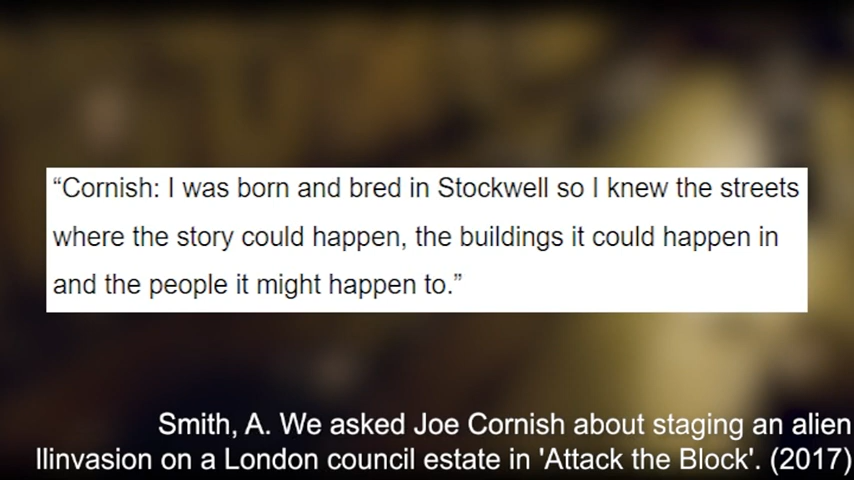 “Cornish: I was born and bred in Stockwell so I knew the streets
where the story could happen, the buildings it could happen in
and the people it might happen to.”
Smith, A. We asked Joe Cornish about staging an alien
llinvasion on a London council estate in 'Attack the Block'. (2017)